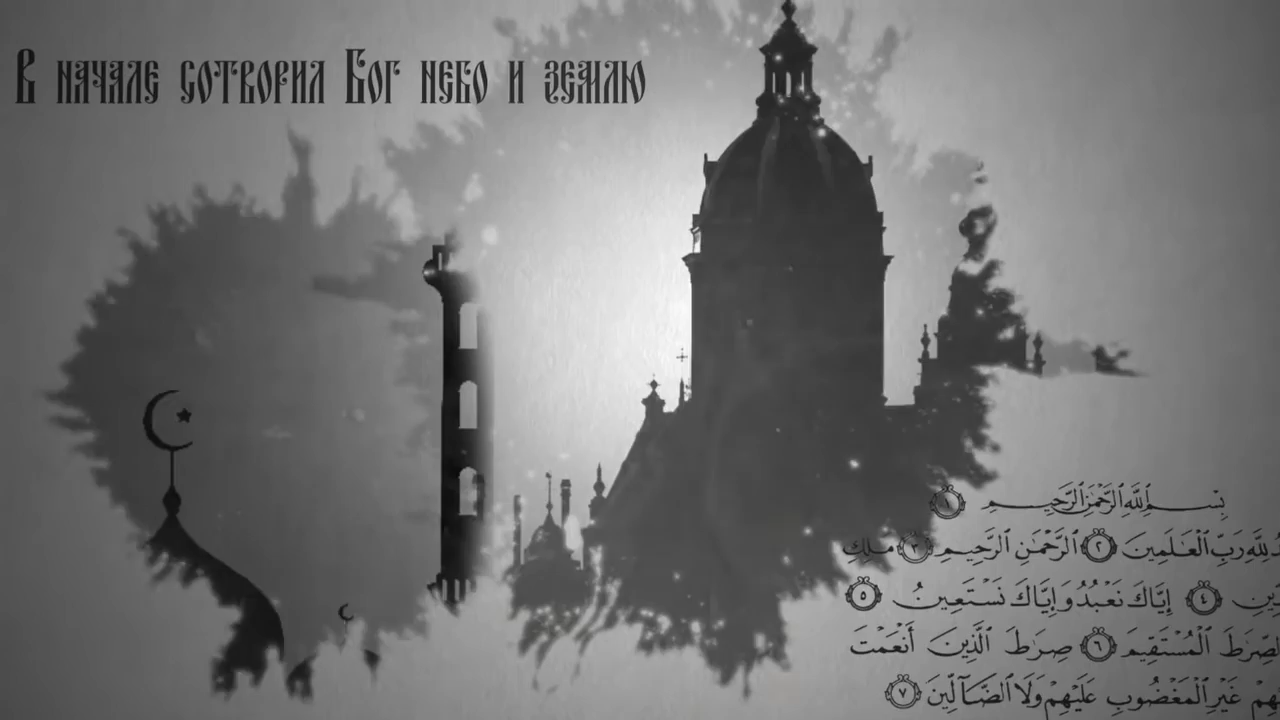 В начале сотворил Бог небо и землю
بِسْمِ ٱللَّهِ ٱلرَّحْمَٰنِ ٱلرَّحِيمِ ١
لِلَّهِ رَبِّ ٱلْعَٰلَمِينَ ٢ ٱلرَّحْمَٰنِ ٱلرَّحِيمِ ٣ مَٰلِكِ
إِيَّاكَ نَعْبُدُ وَإِيَّاكَ نَسْتَعِينُ ٥ ٤
ٱلصِّرَٰطَ ٱلْمُسْتَقِيمَ ٦ صِرَٰطَ ٱلَّذِينَ أَنْعَمْتَ
غَيْرِ ٱلْمَغْضُوبِ عَلَيْهِمْ وَلَا ٱلضَّآلِّينَ ٧